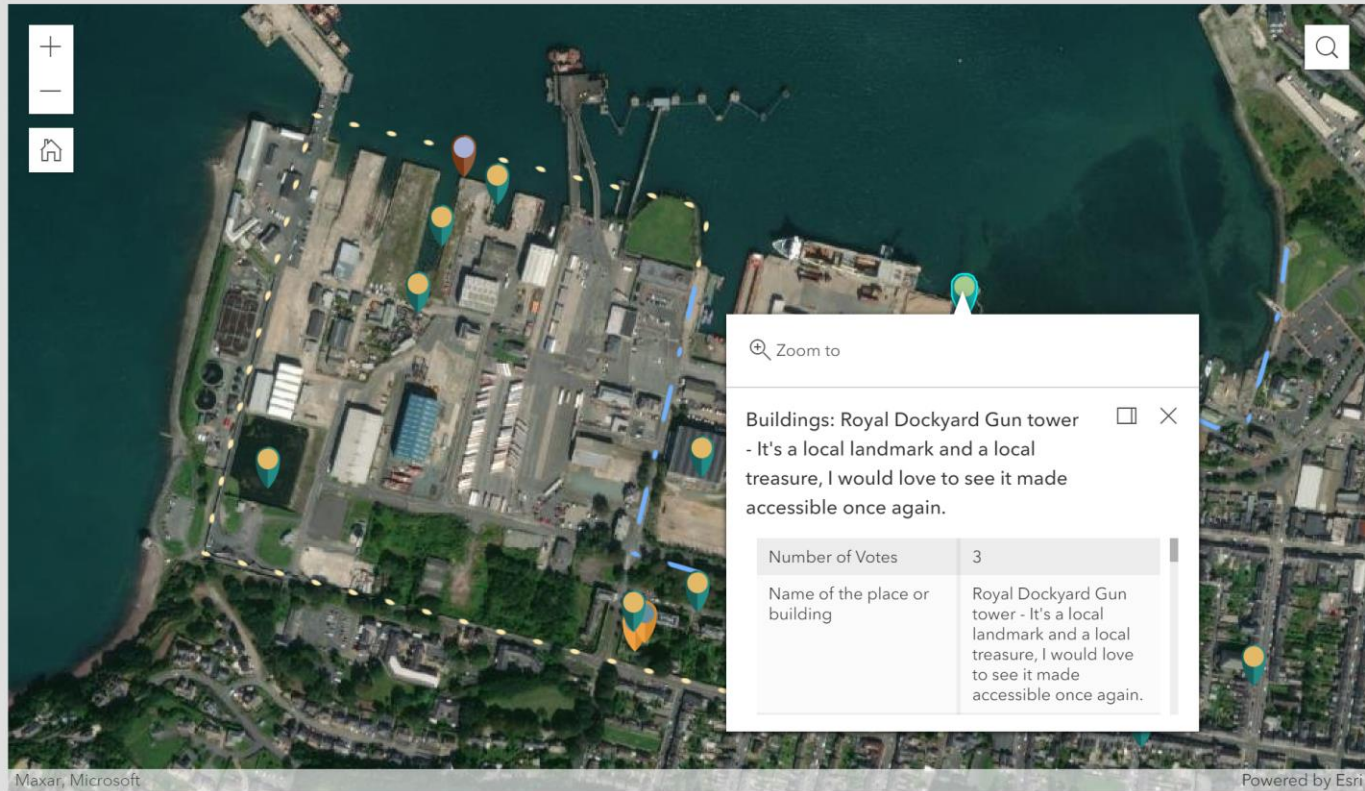 Zoom to
Buildings: Royal Dockyard Gun tower
- It's a local landmark and a local
treasure, I would love to see it made
accessible once again.
Number of Votes 3
Name of the place or
building
Royal Dockyard Gun
tower - It's a local
landmark and a local
treasure, I would love
to see it made
accessible once again.
Maxar, Microsoft
Powered by Esri